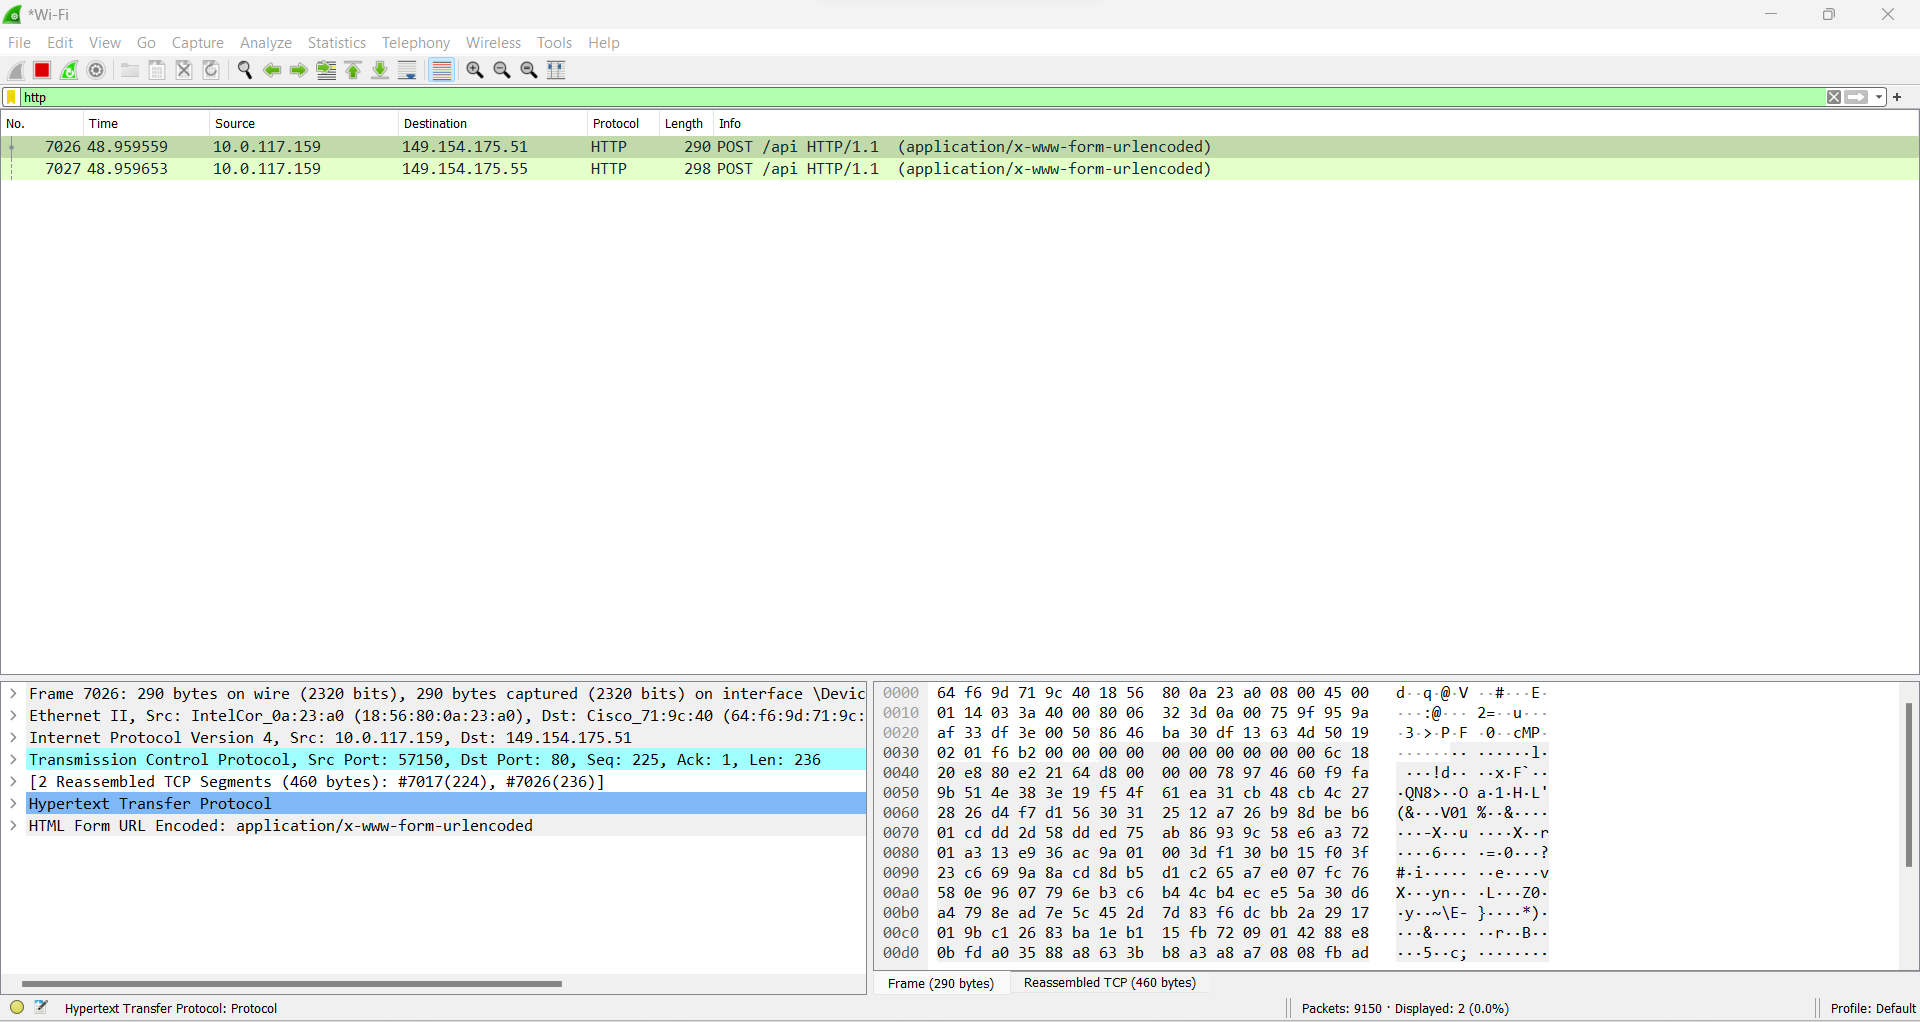 *Wi-Fi
File Edit View Go Capture Analyze Statistics Telephony Wireless Tools Help
http
No. Time Source Destination Protocol Length Info
7026 48.959559 10.0.117.159 149.154.175.51 HTTP 290 POST /api HTTP/1.1 (application/x-www-form-urlencoded)
7027 48.959653 10.0.117.159 149.154.175.55 HTTP 298 POST /api HTTP/1.1 (application/x-www-form-urlencoded)
Frame 7026: 290 bytes on wire (2320 bits), 290 bytes captured (2320 bits) on interface \Devic
Ethernet II, Src: IntelCor_0a:23:a0 (18:56:80:0a:23:a0), Dst: Cisco_71:9c:40 (64:f6:9d:71:9c:
Internet Protocol Version 4, Src: 10.0.117.159, Dst: 149.154.175.51
Transmission Control Protocol, Src Port: 57150, Dst Port: 80, Seq: 225, Ack: 1, Len: 236
[2 Reassembled TCP Segments (460 bytes): #7017(224), #7026(236)]
Hypertext Transfer Protocol
HTML Form URL Encoded: application/x-www-form-urlencoded
0000 64 f6 9d 71 9c 40 18 56 80 0a 23 a0 08 00 45 00 d··q·@·V ··#···E·
0010 01 14 03 3a 40 00 80 06 32 3d 0a 00 75 9f 95 9a ···:@··· 2=··u···
0020 af 33 df 3e 00 50 86 46 ba 30 df 13 63 4d 50 19 ·3·>·P·F ·0··cMP·
0030 02 01 f6 b2 00 00 00 00 00 00 00 00 00 00 6c 18 ········ ······l·
0040 20 e8 80 e2 21 64 d8 00 00 00 78 97 46 60 f9 fa  ···!d·· ··x·F`··
0050 9b 51 4e 38 3e 19 f5 4f 61 ea 31 cb 48 cb 4c 27 ·QN8>··O a·1·H·L'
0060 28 26 d4 f7 d1 56 30 31 25 12 a7 26 b9 8d be b6 (&···V01 %··&····
0070 01 cd dd 2d 58 dd ed 75 ab 86 93 9c 58 e6 a3 72 ···-X··u ····X··r
0080 01 a3 13 e9 36 ac 9a 01 00 3d f1 30 b0 15 f0 3f ····6··· ·=·0···?
0090 23 c6 69 9a 8a cd 8d b5 d1 c2 65 a7 e0 07 fc 76 #·i····· ··e····v
00a0 58 0e 96 07 79 6e b3 c6 b4 4c b4 ec e5 5a 30 d6 X···yn·· ·L···Z0·
00b0 a4 79 8e ad 7e 5c 45 2d 7d 83 f6 dc bb 2a 29 17 ·y··~\E- }····*)·
00c0 01 9b c1 26 83 ba 1e b1 15 fb 72 09 01 42 88 e8 ···&···· ··r··B··
00d0 0b fd a0 35 88 a8 63 3b b8 a3 a8 a7 08 08 fb ad ···5··c; ········
Frame (290 bytes) Reassembled TCP (460 bytes)
Hypertext Transfer Protocol: Protocol
Packets: 9150 · Displayed: 2 (0.0%)
Profile: Default